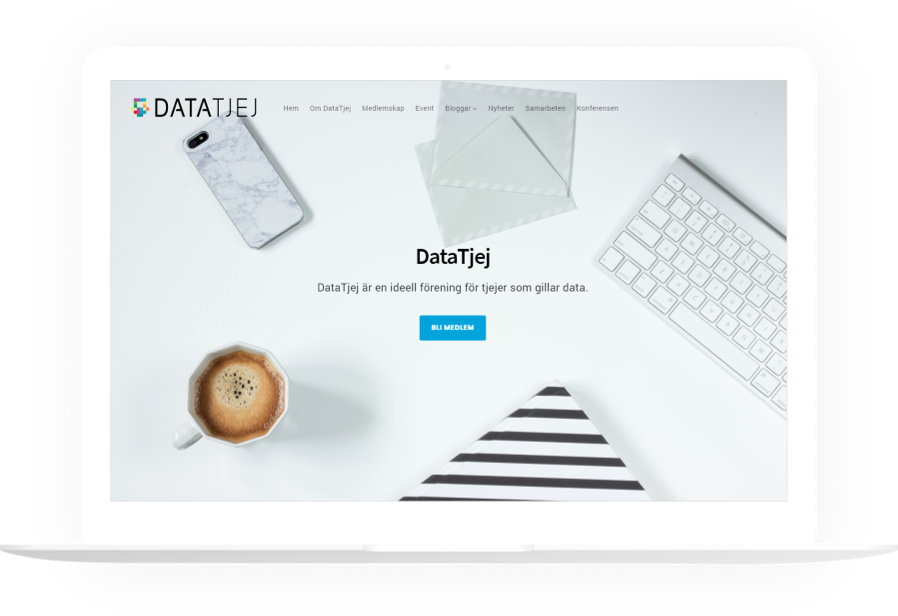 DATATJEJ
Hem Om DataTjej Medlemskap Event Bloggar Nyheter Samarbeten Konferensen
DataTjej
DataTjej är en ideell förening för tjejer som gillar data.
BLI MEDLEM